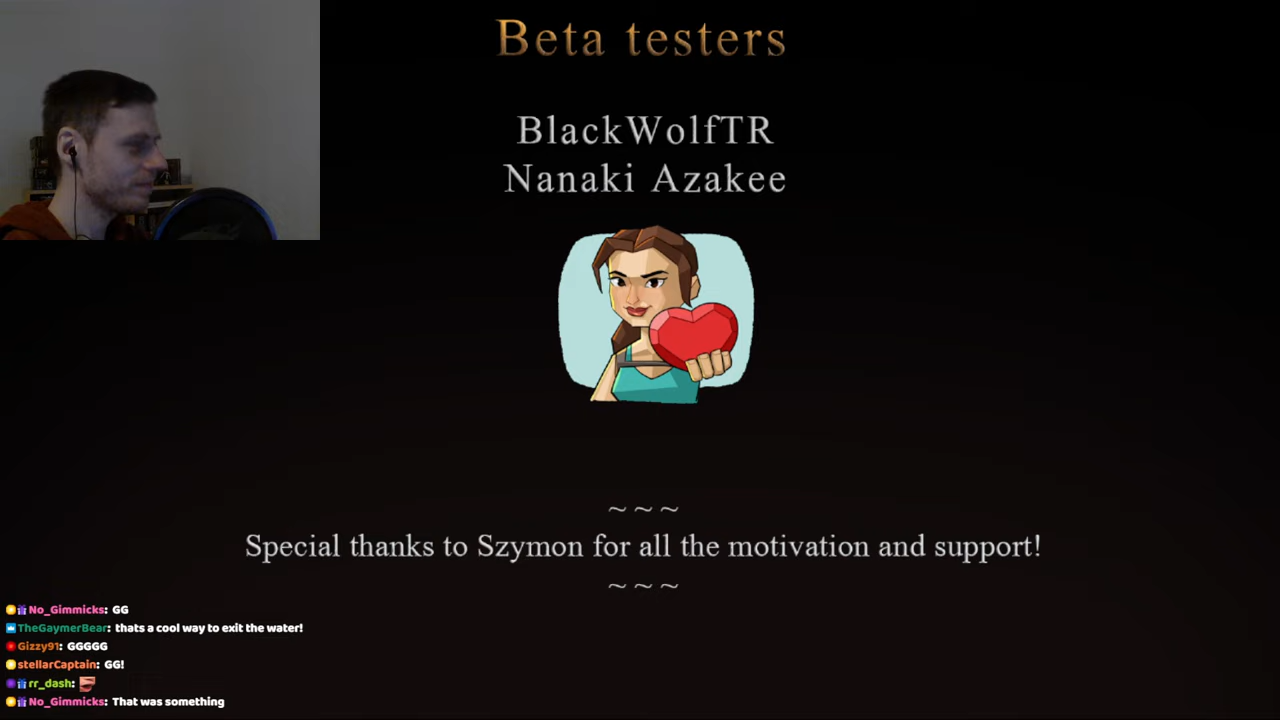 Beta testers
BlackWolfTR
Nanaki Azakee
~ ~ ~
Special thanks to Szymon for all the motivation and support!
~ ~ ~
No_Gimmicks: GG
TheGaymerBear: thats a cool way to exit the water!
Gizzy91: GGGGG
stellarCaptain: GG!
rr_dash:
No_Gimmicks: That was something